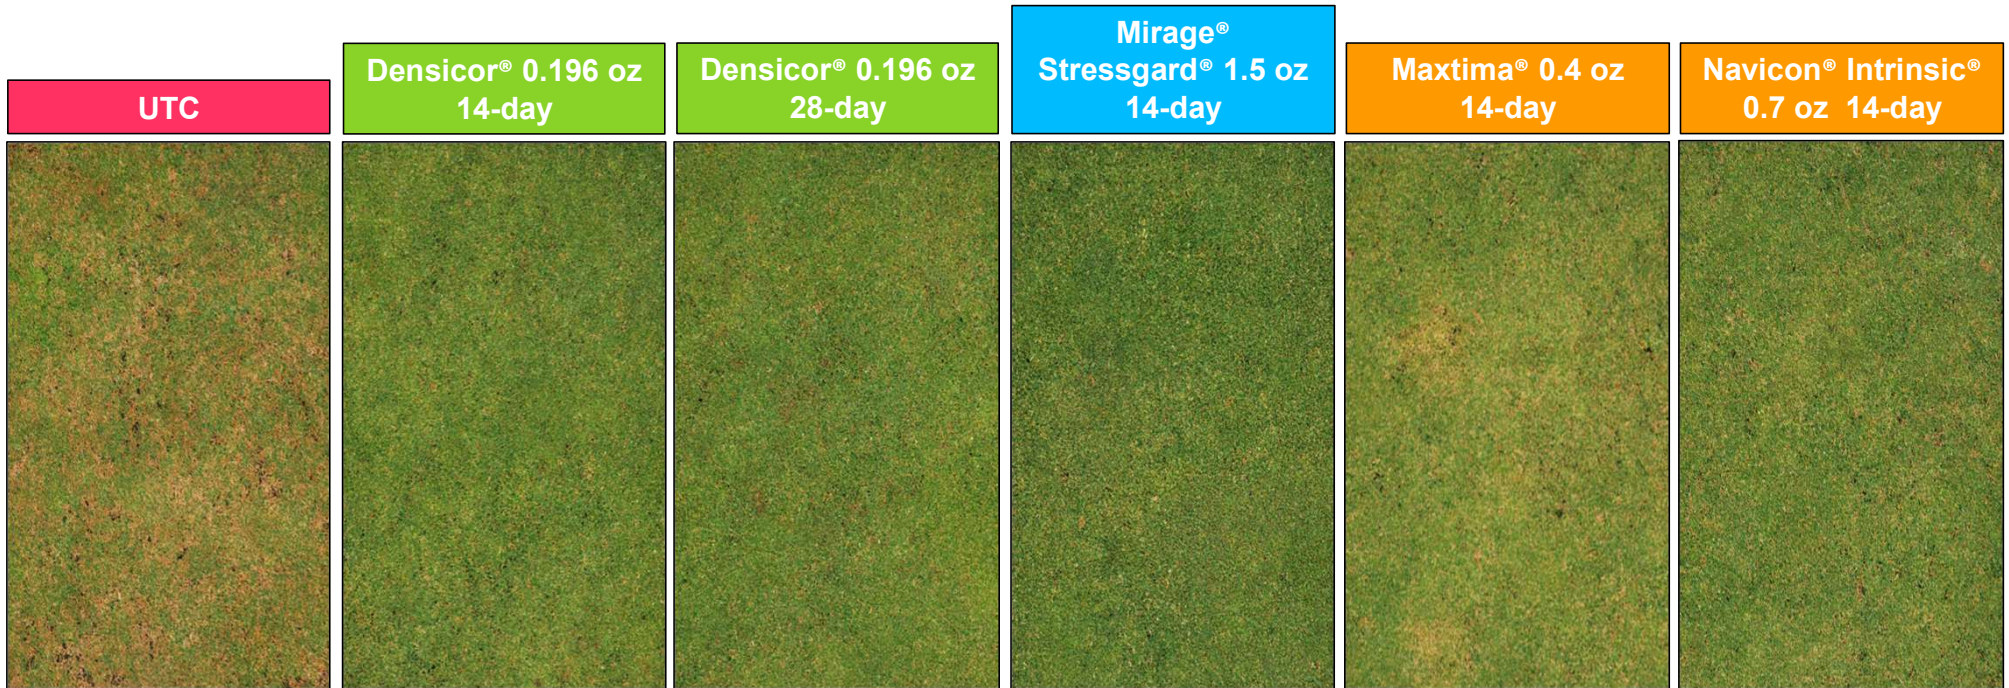 UTC
Densicor® 0.196 oz
14-day
Densicor® 0.196 oz
28-day
Mirage®
Stressgard® 1.5 oz
14-day
Maxtima® 0.4 oz
14-day
Navicon® Intrinsic®
0.7 oz 14-day